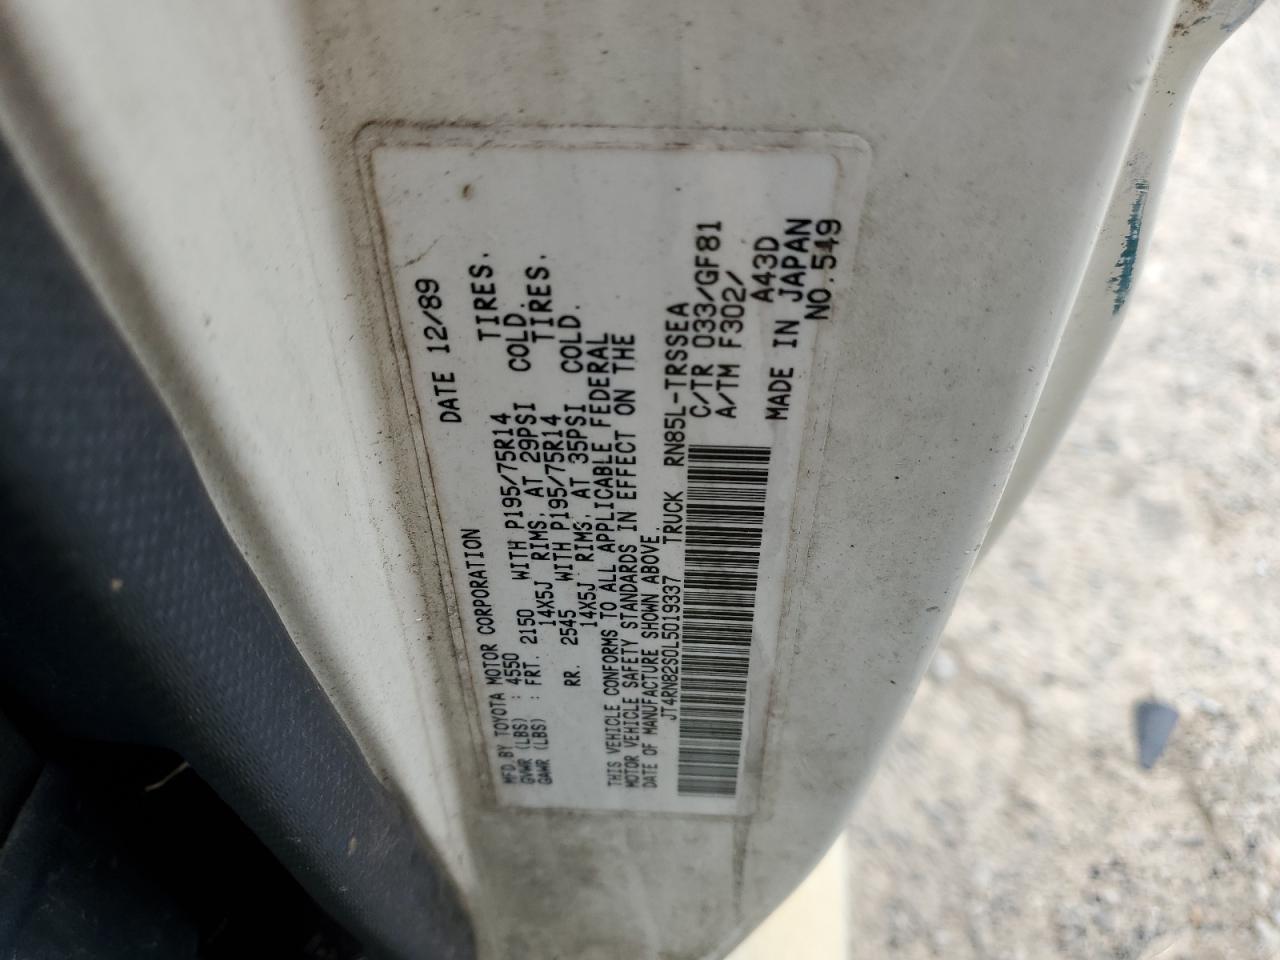 MFD.BY TOYOTA MOTOR CORPORATION DATE 12/89
GVWR (LBS) : 4550
GAWR (LBS) : FRT. 2150 WITH P195/75R14 TIRES.
14X5J RIMS. AT 29PSI COLD.
RR. 2545 WITH P195/75R14 TIRES.
14X5J RIMS. AT 35PSI COLD.
THIS VEHICLE CONFORMS TO ALL APPLICABLE FEDERAL
MOTOR VEHICLE SAFETY STANDARDS IN EFFECT ON THE
DATE OF MANUFACTURE SHOWN ABOVE.
JT4RN82S0L5019337 TRUCK RN85L-TRSSEA
C/TR 033/GF81
A/TM F302/
A43D
MADE IN JAPAN
NO.549